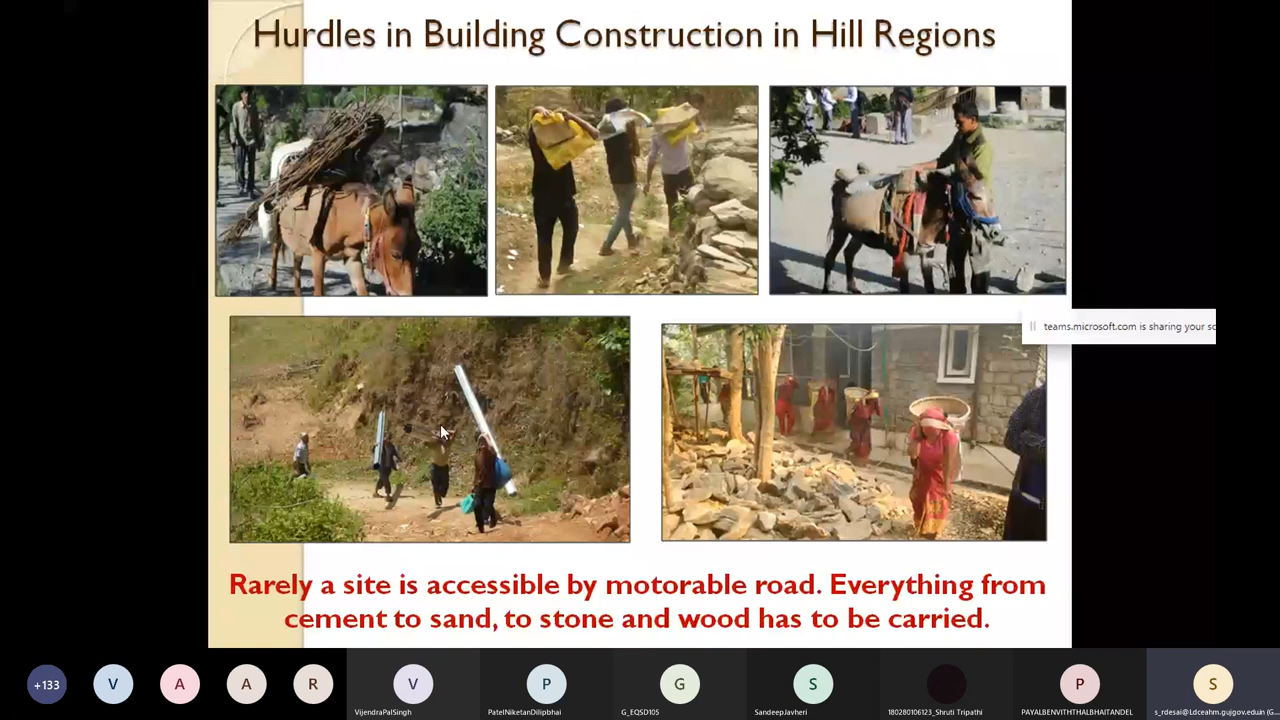 Hurdles in Building Construction in Hill Regions
teams.microsoft.com is sharing your sc
Rarely a site is accessible by motorable road. Everything from
cement to sand, to stone and wood has to be carried.
+133
V
A
A
R
V
P
G
S
P
S
VijendraPalSingh
PatelNiketanDilipbhai
G_EQSD105
SandeepJavheri
180280106123_Shruti Tripathi
PAYALBENVITHTHALBHAITANDEL
s_rdesai@Ldceahm.gujgov.eduin (G...